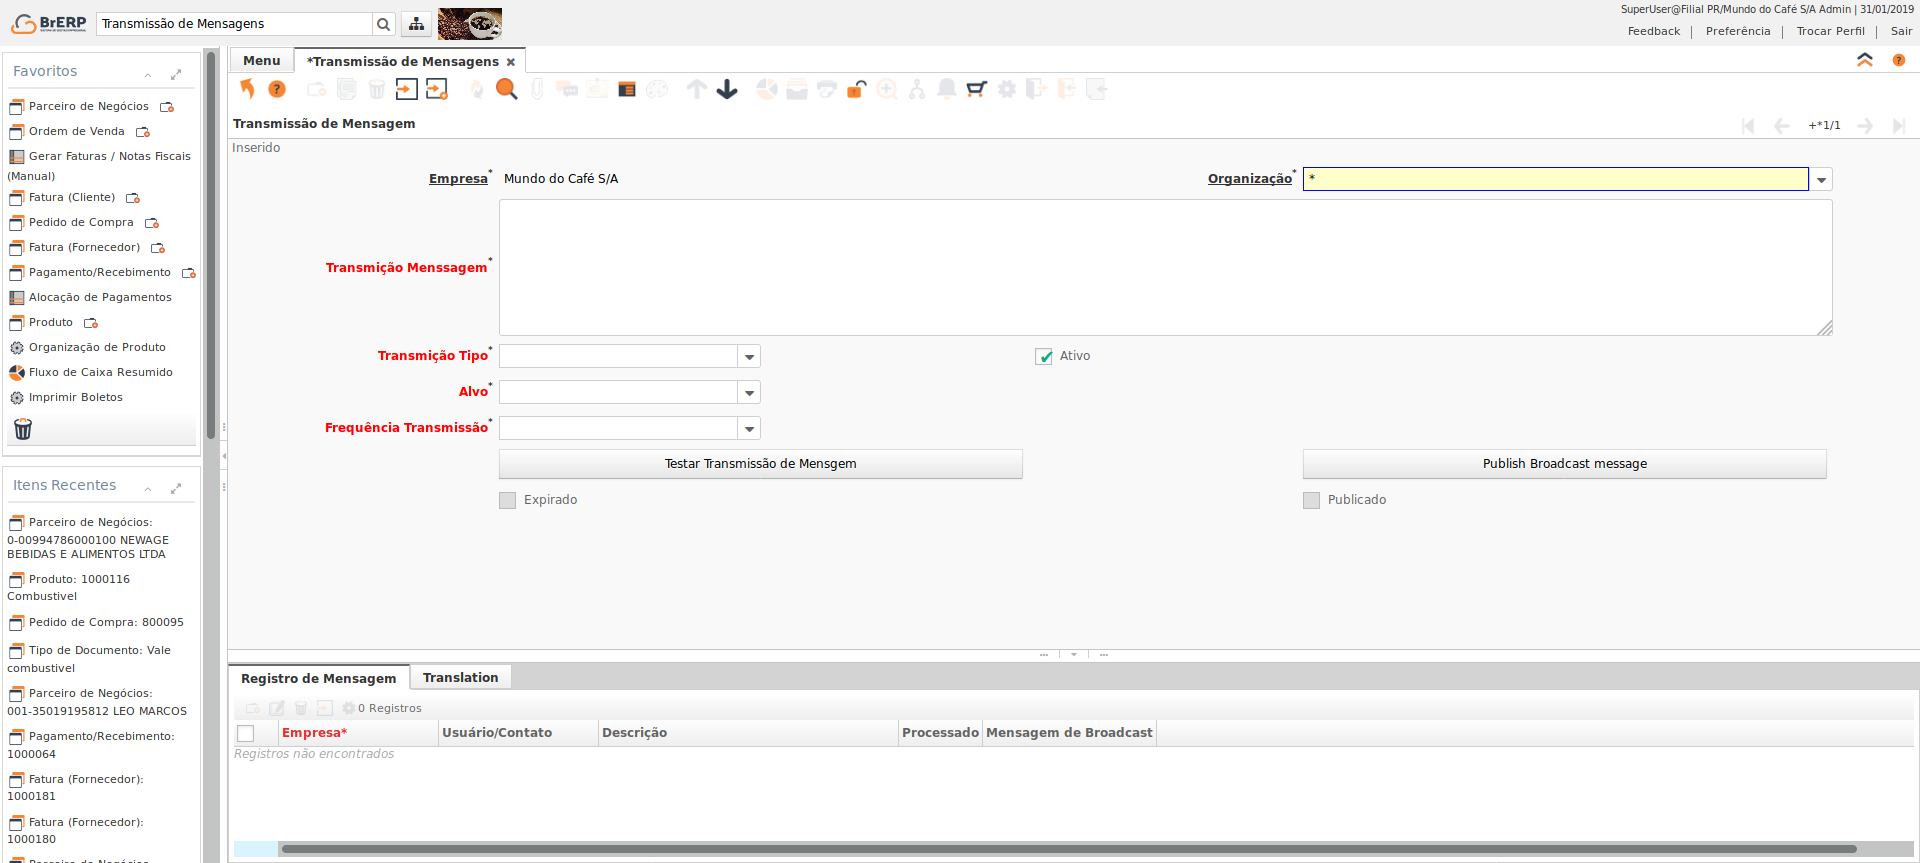 BrERP
Transmissão de Mensagens
SuperUser@Filial PR/Mundo do Café S/A Admin | 31/01/2019
Feedback | Preferência | Trocar Perfil | Sair
Favoritos
Parceiro de Negócios
Ordem de Venda
Gerar Faturas / Notas Fiscais
(Manual)
Fatura (Cliente)
Pedido de Compra
Fatura (Fornecedor)
Pagamento/Recebimento
Alocação de Pagamentos
Produto
Organização de Produto
Fluxo de Caixa Resumido
Imprimir Boletos
Itens Recentes
Parceiro de Negócios:
0-00994786000100 NEWAGE
BEBIDAS E ALIMENTOS LTDA
Produto: 1000116
Combustivel
Pedido de Compra: 800095
Tipo de Documento: Vale
combustivel
Parceiro de Negócios:
001-35019195812 LEO MARCOS
Pagamento/Recebimento:
1000064
Fatura (Fornecedor):
1000181
Fatura (Fornecedor):
1000180
Parceiro de Negócios
Menu
*Transmissão de Mensagens
Transmissão de Mensagem
+*1/1
Inserido
Empresa* Mundo do Café S/A
Organização* *
Transmição Menssagem*
Transmição Tipo*
Ativo
Alvo*
Frequência Transmissão*
Testar Transmissão de Mensgem
Publish Broadcast message
Expirado
Publicado
Registro de Mensagem
Translation
0 Registros
Empresa* Usuário/Contato Descrição Processado Mensagem de Broadcast
Registros não encontrados